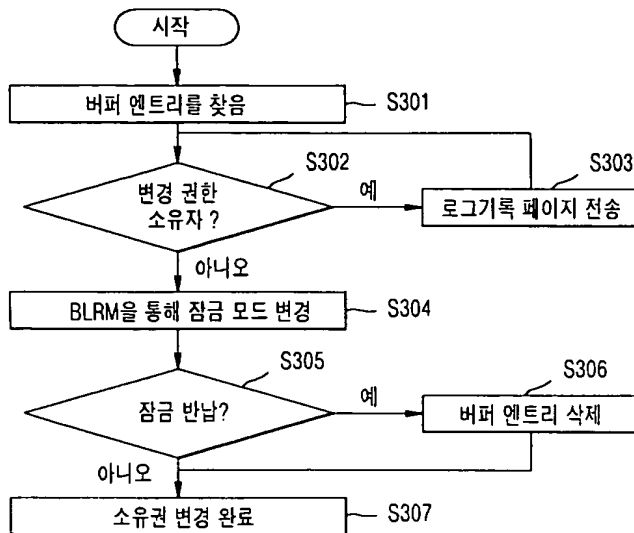 시작
버퍼 엔트리를 찾음
S301
변경 권한
소유자 ?
S302
예
로그기록 페이지 전송
S303
아니오
BLRM을 통해 잠금 모드 변경
S304
잠금 반납?
S305
예
버퍼 엔트리 삭제
S306
아니오
소유권 변경 완료
S307